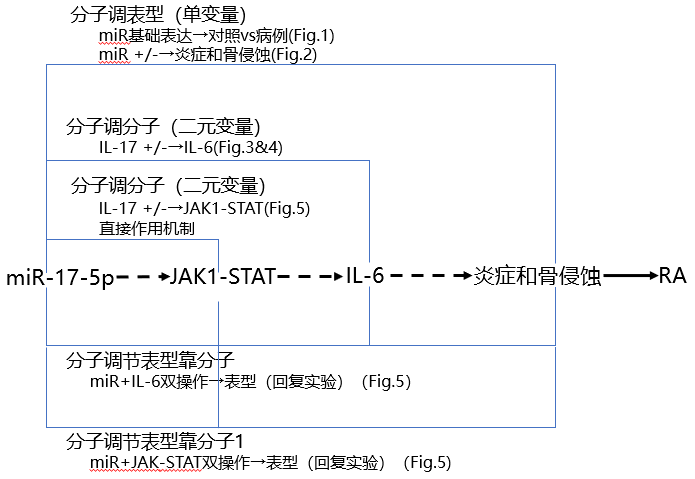 分子调表型（单变量）
miR基础表达→对照vs病例(Fig.1)
miR +/-→炎症和骨侵蚀(Fig.2)
分子调分子（二元变量）
IL-17 +/-→IL-6(Fig.3&4)
分子调分子（二元变量）
IL-17 +/-→JAK1-STAT(Fig.5)
直接作用机制
miR-17-5p JAK1-STAT IL-6 炎症和骨侵蚀 RA
分子调节表型靠分子
miR+IL-6双操作→表型（回复实验）（Fig.5)
分子调节表型靠分子1
miR+JAK-STAT双操作→表型（回复实验）（Fig.5)